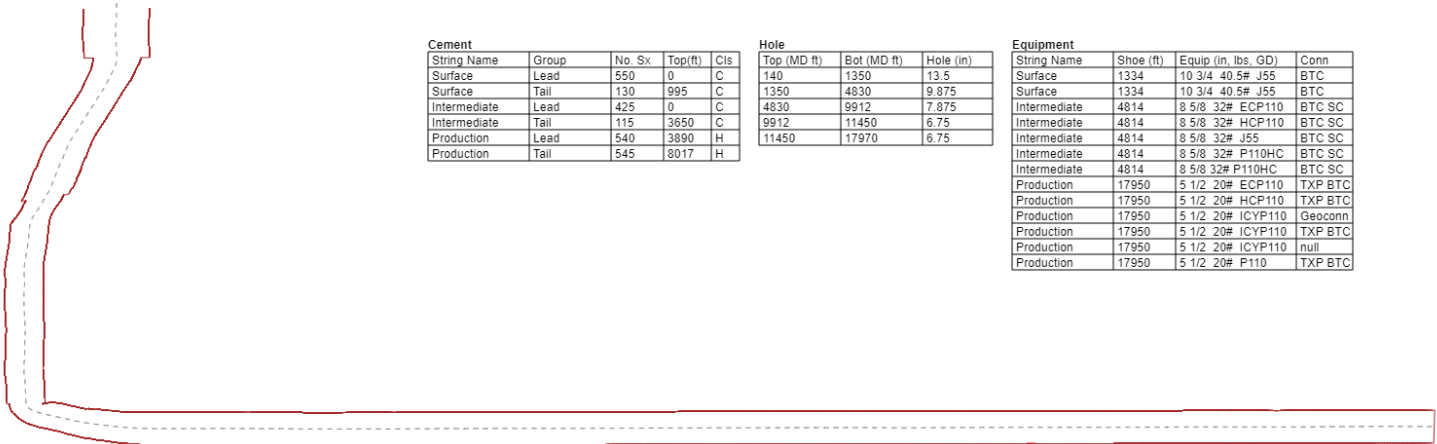 Cement
String Name Group No. Sx Top(ft) Cls
Surface Lead 550 0 C
Surface Tail 130 995 C
Intermediate Lead 425 0 C
Intermediate Tail 115 3650 C
Production Lead 540 3890 H
Production Tail 545 8017 H
Hole
Top (MD ft) Bot (MD ft) Hole (in)
140 1350 13.5
1350 4830 9.875
4830 9912 7.875
9912 11450 6.75
11450 17970 6.75
Equipment
String Name Shoe (ft) Equip (in, lbs, GD) Conn
Surface 1334 10 3/4 40.5# J55 BTC
Surface 1334 10 3/4 40.5# J55 BTC
Intermediate 4814 8 5/8 32# ECP110 BTC SC
Intermediate 4814 8 5/8 32# HCP110 BTC SC
Intermediate 4814 8 5/8 32# J55 BTC SC
Intermediate 4814 8 5/8 32# P110HC BTC SC
Intermediate 4814 8 5/8 32# P110HC BTC SC
Production 17950 5 1/2 20# ECP110 TXP BTC
Production 17950 5 1/2 20# HCP110 TXP BTC
Production 17950 5 1/2 20# ICYP110 Geoconn
Production 17950 5 1/2 20# ICYP110 TXP BTC
Production 17950 5 1/2 20# ICYP110 null
Production 17950 5 1/2 20# P110 TXP BTC